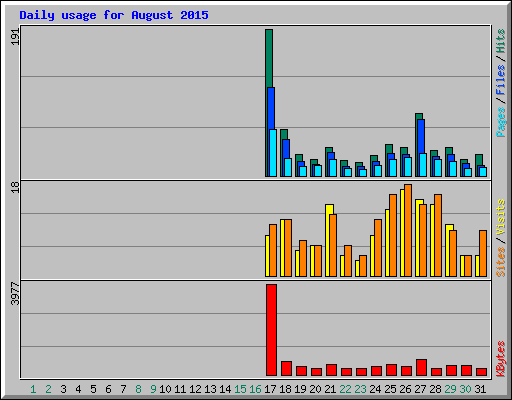 Daily usage for August 2015
191
Pages/Files/Hits
18
Sites/Visits
3977
KBytes
1 2 3 4 5 6 7 8 9 10 11 12 13 14 15 16 17 18 19 20 21 22 23 24 25 26 27 28 29 30 31